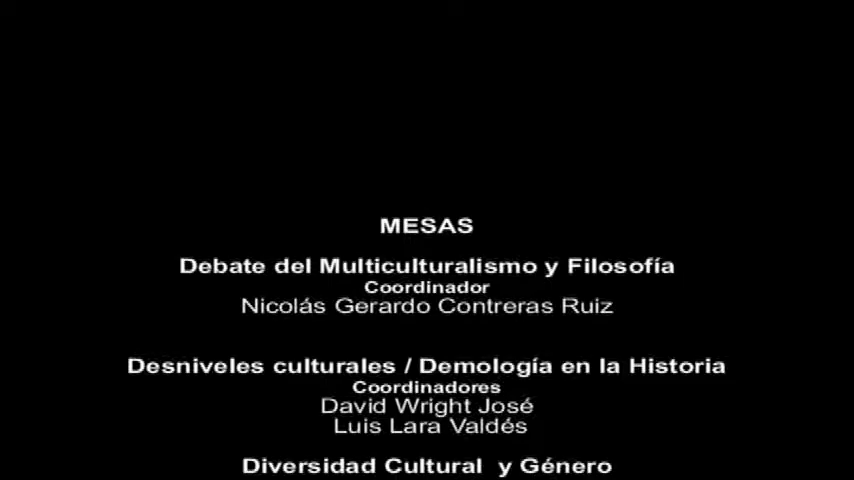 MESAS
Debate del Multiculturalismo y Filosofía
Coordinador
Nicolás Gerardo Contreras Ruiz
Desniveles culturales / Demología en la Historia
Coordinadores
David Wright José
Luis Lara Valdés
Diversidad Cultural y Género